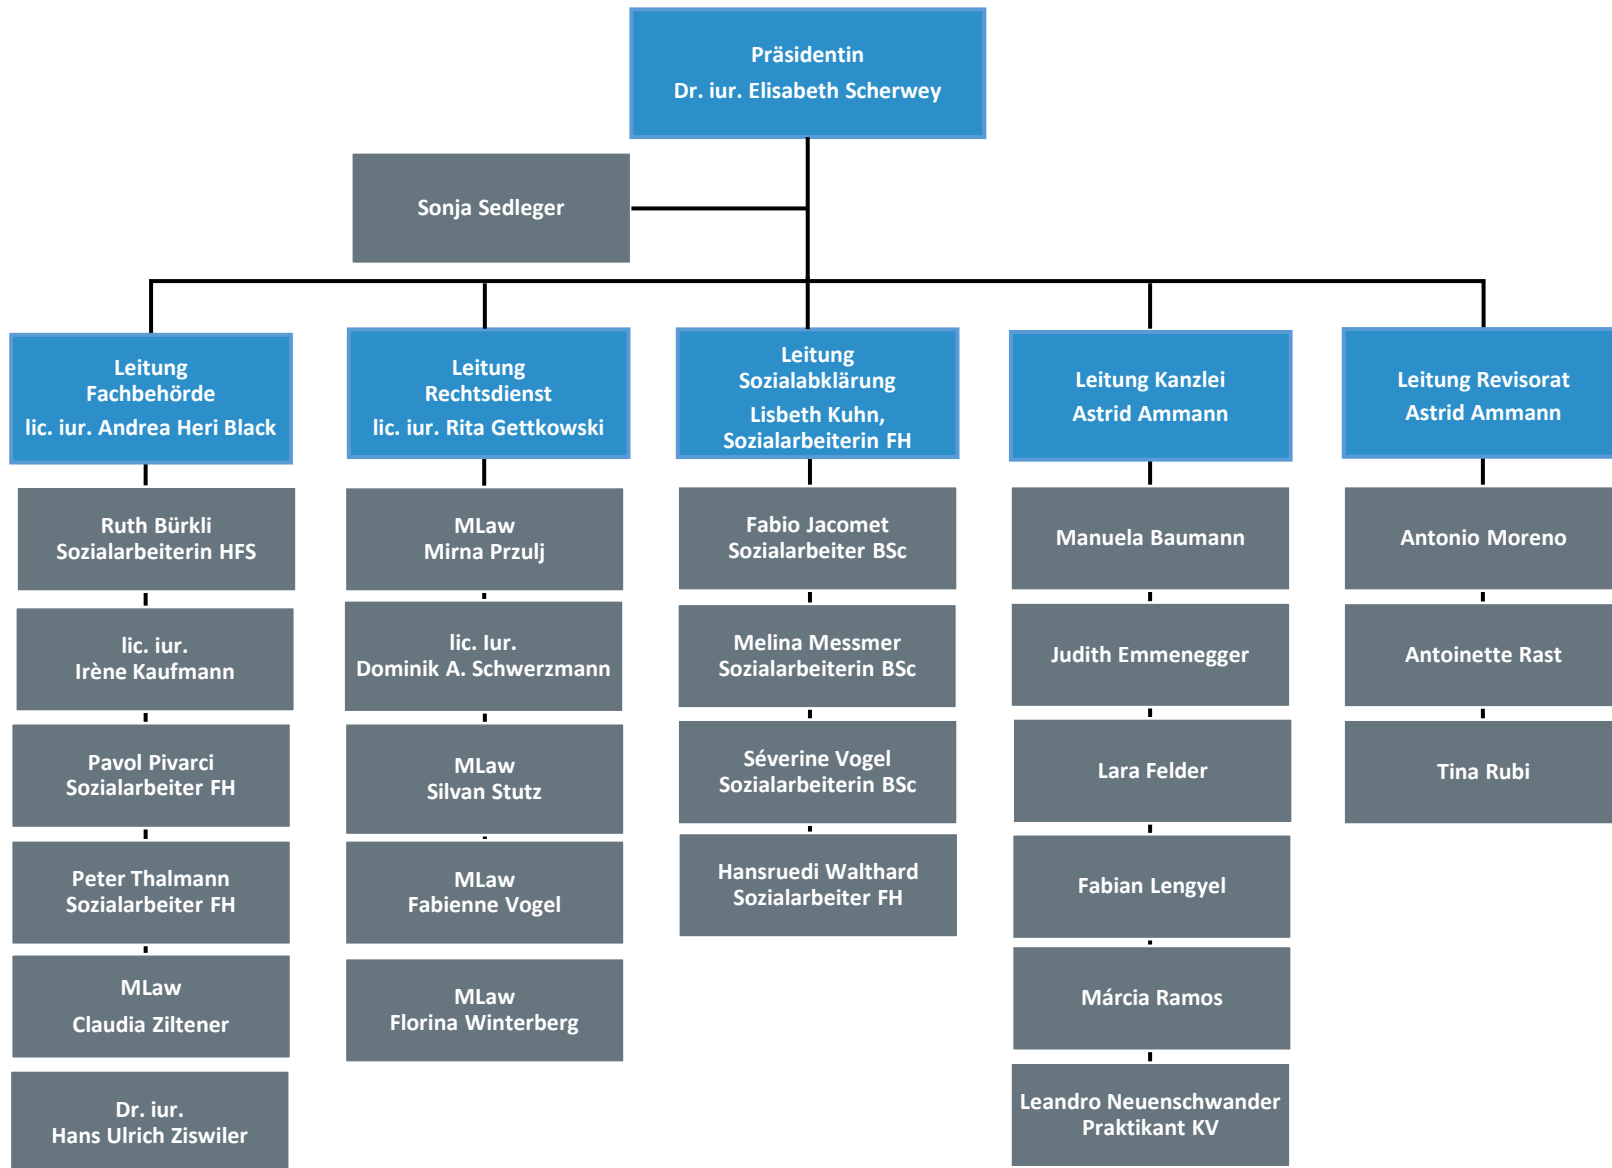 Präsidentin
Dr. iur. Elisabeth Scherwey
Sonja Sedleger
Leitung
Fachbehörde
lic. iur. Andrea Heri Black
Ruth Bürkli
Sozialarbeiterin HFS
lic. iur.
Irène Kaufmann
Pavol Pivarci
Sozialarbeiter FH
Peter Thalmann
Sozialarbeiter FH
MLaw
Claudia Ziltener
Dr. iur.
Hans Ulrich Ziswiler
Leitung
Rechtsdienst
lic. iur. Rita Gettkowski
MLaw
Mirna Przulj
lic. Iur.
Dominik A. Schwerzmann
MLaw
Silvan Stutz
MLaw
Fabienne Vogel
MLaw
Florina Winterberg
Leitung
Sozialabklärung
Lisbeth Kuhn,
Sozialarbeiterin FH
Fabio Jacomet
Sozialarbeiter BSc
Melina Messmer
Sozialarbeiterin BSc
Séverine Vogel
Sozialarbeiterin BSc
Hansruedi Walthard
Sozialarbeiter FH
Leitung Kanzlei
Astrid Ammann
Manuela Baumann
Judith Emmenegger
Lara Felder
Fabian Lengyel
Márcia Ramos
Leandro Neuenschwander
Praktikant KV
Leitung Revisorat
Astrid Ammann
Antonio Moreno
Antoinette Rast
Tina Rubi